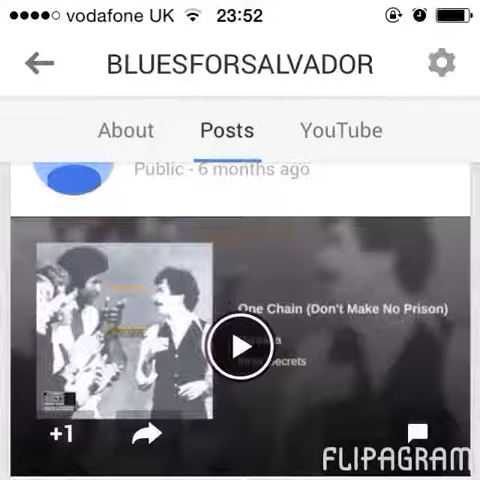 vodafone UK 23:52
BLUESFORSALVADOR
About Posts YouTube
Public - 6 months ago
One Chain (Don't Make No Prison)
Secrets
+1
FLIPAGRAM